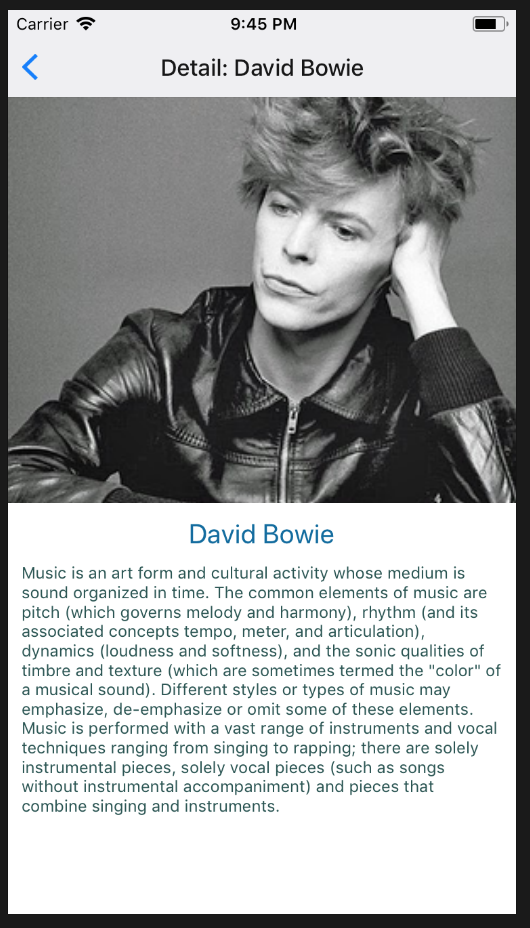 Carrier 9:45 PM
Detail: David Bowie
David Bowie
Music is an art form and cultural activity whose medium is
sound organized in time. The common elements of music are
pitch (which governs melody and harmony), rhythm (and its
associated concepts tempo, meter, and articulation),
dynamics (loudness and softness), and the sonic qualities of
timbre and texture (which are sometimes termed the "color" of
a musical sound). Different styles or types of music may
emphasize, de-emphasize or omit some of these elements.
Music is performed with a vast range of instruments and vocal
techniques ranging from singing to rapping; there are solely
instrumental pieces, solely vocal pieces (such as songs
without instrumental accompaniment) and pieces that
combine singing and instruments.